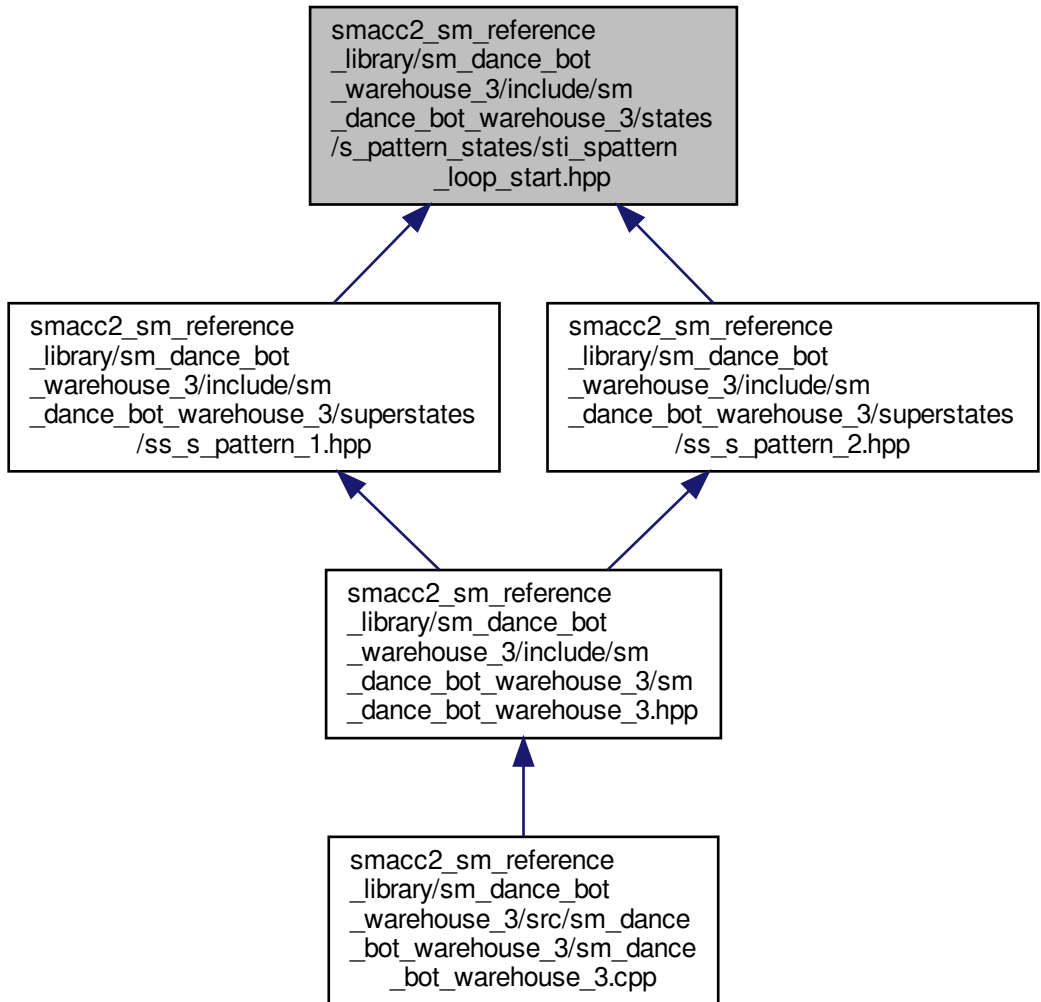 smacc2_sm_reference
_library/sm_dance_bot
_warehouse_3/include/sm
_dance_bot_warehouse_3/states
/s_pattern_states/sti_spattern
_loop_start.hpp
smacc2_sm_reference
_library/sm_dance_bot
_warehouse_3/include/sm
_dance_bot_warehouse_3/superstates
/ss_s_pattern_1.hpp
smacc2_sm_reference
_library/sm_dance_bot
_warehouse_3/include/sm
_dance_bot_warehouse_3/superstates
/ss_s_pattern_2.hpp
smacc2_sm_reference
_library/sm_dance_bot
_warehouse_3/include/sm
_dance_bot_warehouse_3/sm
_dance_bot_warehouse_3.hpp
smacc2_sm_reference
_library/sm_dance_bot
_warehouse_3/src/sm_dance
_bot_warehouse_3/sm_dance
_bot_warehouse_3.cpp